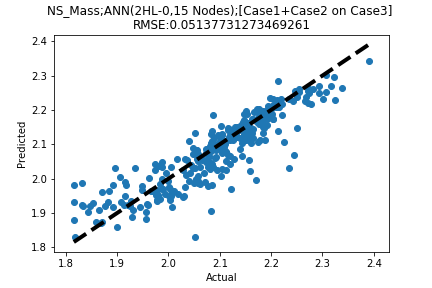 NS_Mass;ANN(2HL-0,15 Nodes);[Case1+Case2 on Case3]
RMSE:0.05137731273469261
2.4
2.3
2.2
2.1
2.0
1.9
1.8
Predicted
1.8 1.9 2.0 2.1 2.2 2.3 2.4
Actual